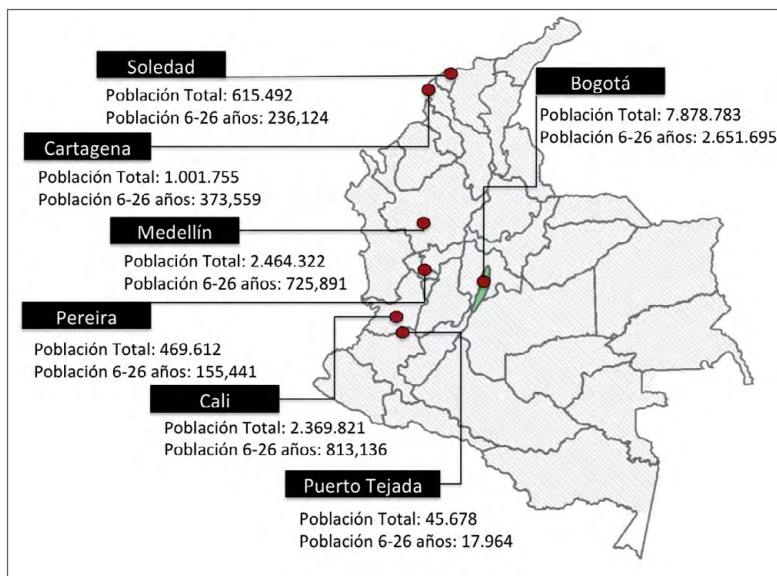 Soledad
Población Total: 615.492
Población 6-26 años: 236,124
Bogotá
Población Total: 7.878.783
Población 6-26 años: 2.651.695
Cartagena
Población Total: 1.001.755
Población 6-26 años: 373,559
Medellín
Población Total: 2.464.322
Población 6-26 años: 725,891
Pereira
Población Total: 469.612
Población 6-26 años: 155,441
Cali
Población Total: 2.369.821
Población 6-26 años: 813,136
Puerto Tejada
Población Total: 45.678
Población 6-26 años: 17.964